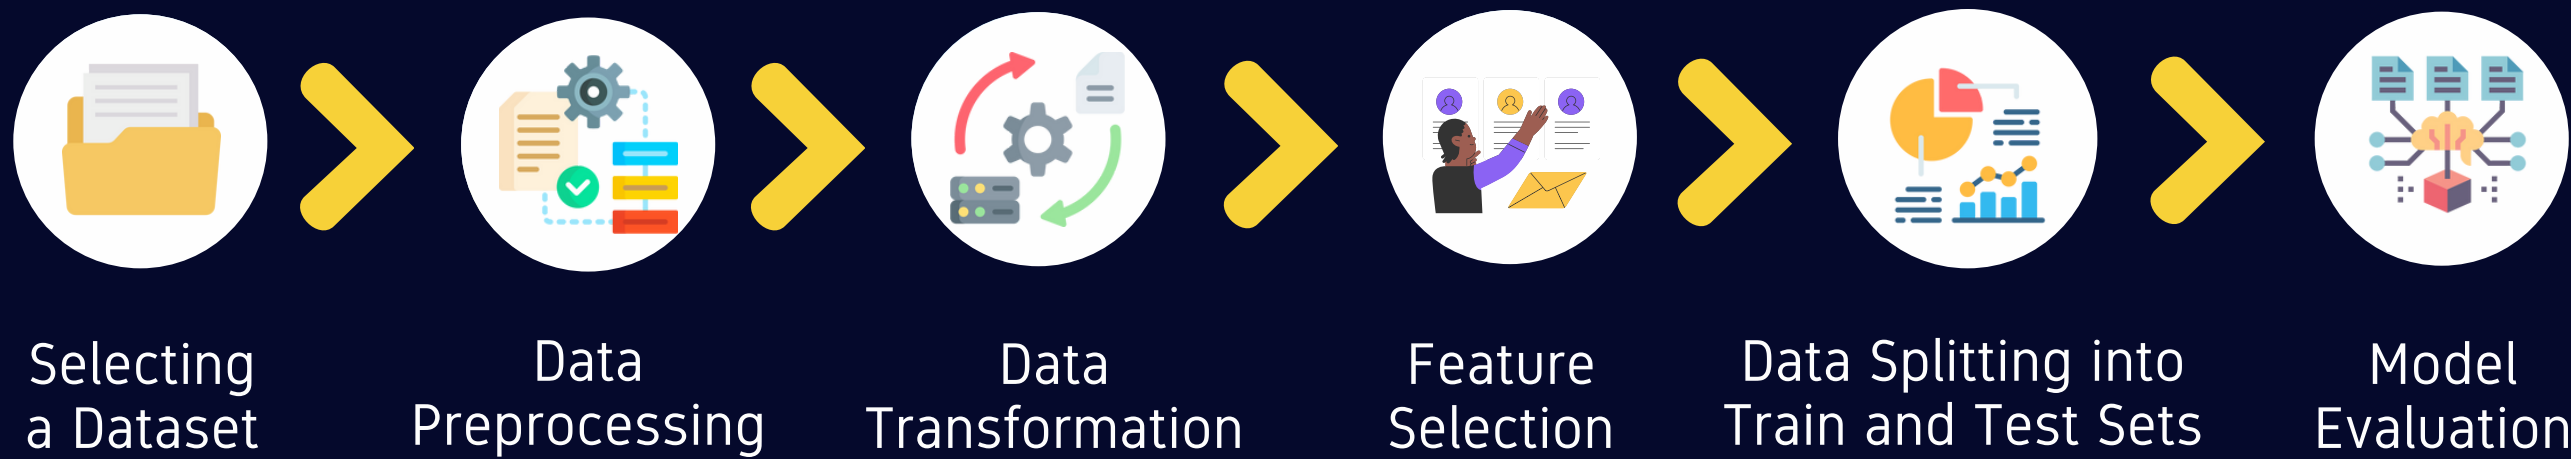 Selecting
a Dataset
Data
Preprocessing
Data
Transformation
Feature
Selection
Data Splitting into
Train and Test Sets
Model
Evaluation